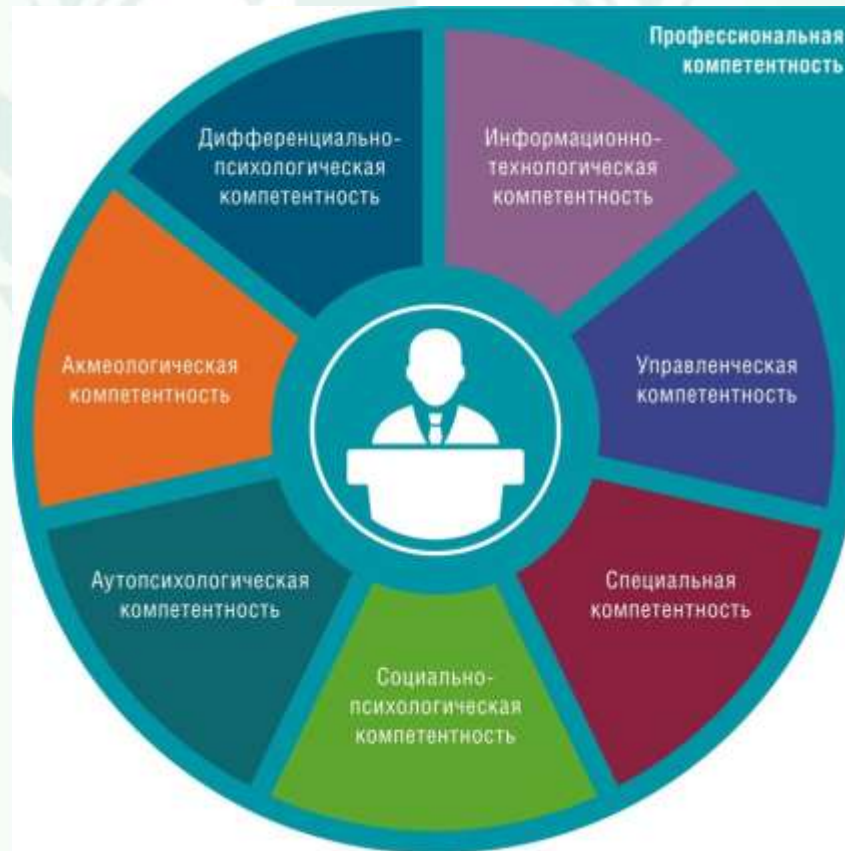 Профессиональная
компетентность
Дифференциально-
психологическая
компетентность
Информационно-
технологическая
компетентность
Акмеологическая
компетентность
Управленческая
компетентность
Аутопсихологическая
компетентность
Специальная
компетентность
Социально-
психологическая
компетентность